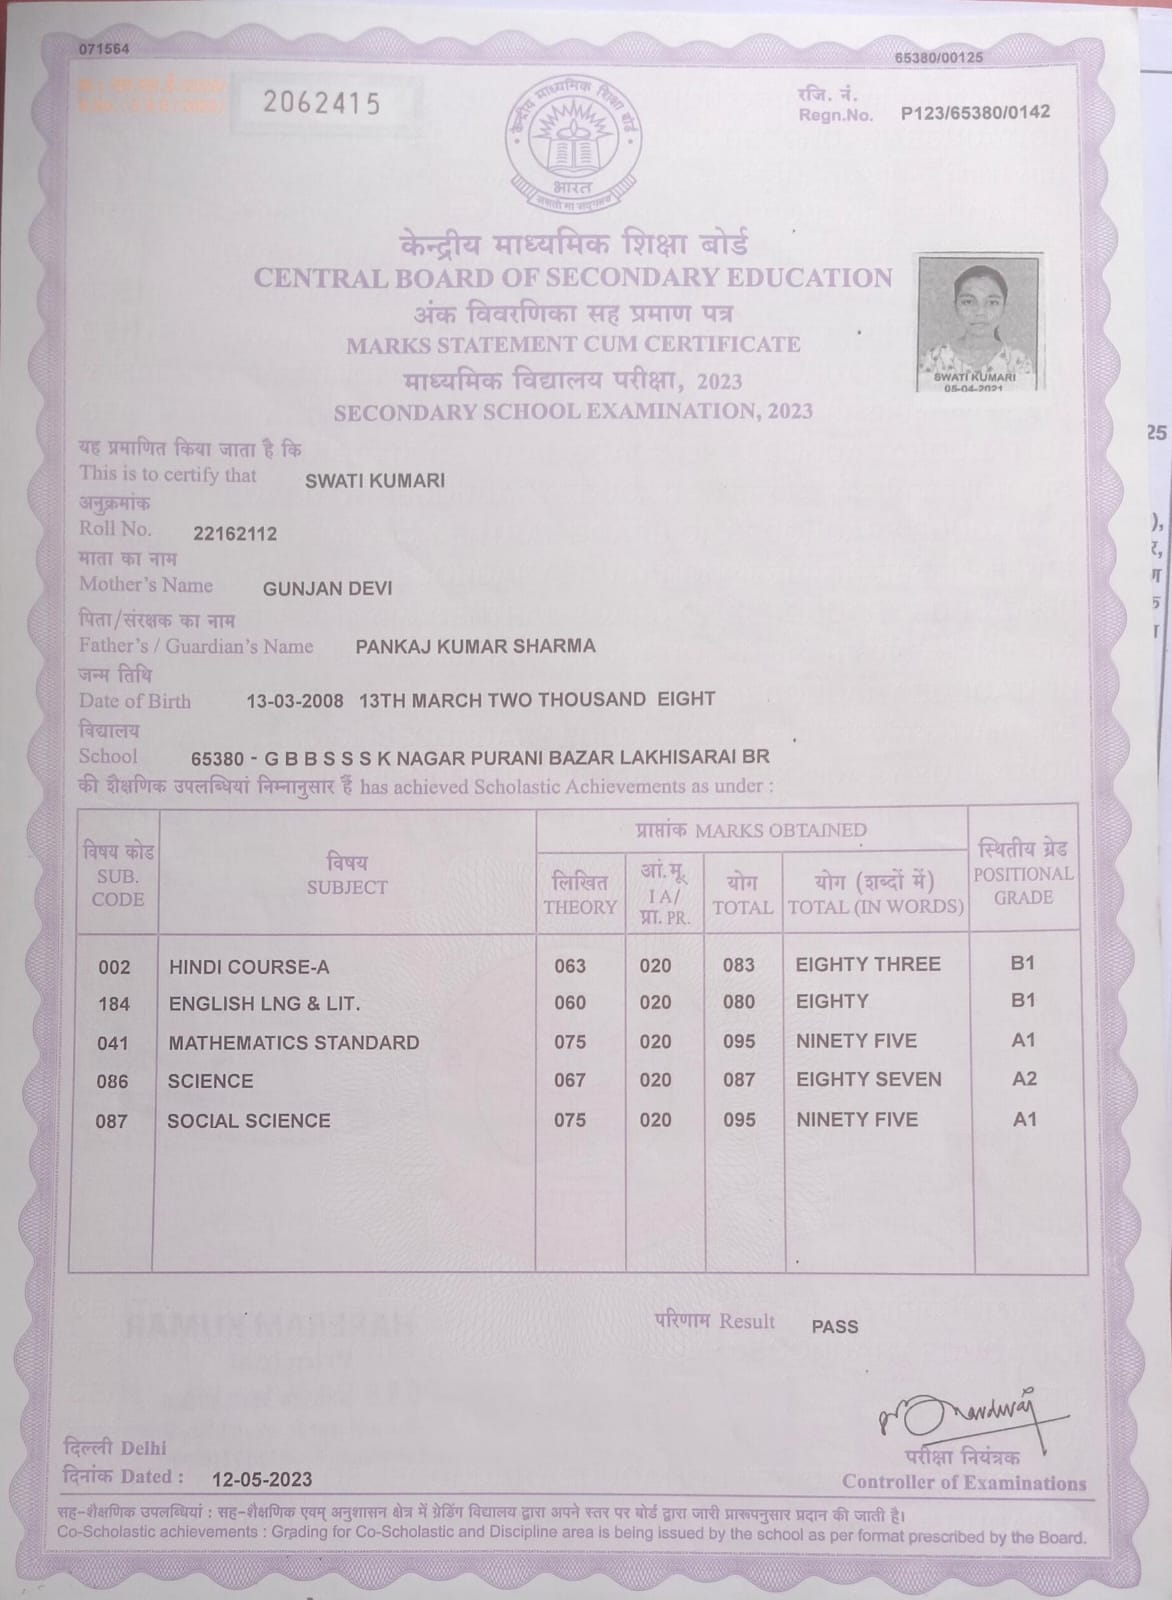 071564
65380/00125
2062415
रजि. नं.
Regn.No. P123/65380/0142
केन्द्रीय माध्यमिक शिक्षा बोर्ड
भारत
असतो मा सद्गमय
केन्द्रीय माध्यमिक शिक्षा बोर्ड
CENTRAL BOARD OF SECONDARY EDUCATION
अंक विवरणिका सह प्रमाण पत्र
MARKS STATEMENT CUM CERTIFICATE
माध्यमिक विद्यालय परीक्षा, 2023
SECONDARY SCHOOL EXAMINATION, 2023
SWATI KUMARI
05-04-2021
यह प्रमाणित किया जाता है कि
This is to certify that SWATI KUMARI
अनुक्रमांक
Roll No. 22162112
माता का नाम
Mother's Name GUNJAN DEVI
पिता/संरक्षक का नाम
Father's / Guardian's Name PANKAJ KUMAR SHARMA
जन्म तिथि
Date of Birth 13-03-2008 13TH MARCH TWO THOUSAND EIGHT
विद्यालय
School 65380 - G B B S S S K NAGAR PURANI BAZAR LAKHISARAI BR
की शैक्षणिक उपलब्धियां निम्नानुसार हैं has achieved Scholastic Achievements as under :
विषय कोड
SUB.
CODE
विषय
SUBJECT
प्राप्तांक MARKS OBTAINED
लिखित
THEORY
आं.मू.
I A/
प्रा. PR.
योग
TOTAL
योग (शब्दों में)
TOTAL (IN WORDS)
स्थितीय ग्रेड
POSITIONAL
GRADE
002 HINDI COURSE-A 063 020 083 EIGHTY THREE B1
184 ENGLISH LNG & LIT. 060 020 080 EIGHTY B1
041 MATHEMATICS STANDARD 075 020 095 NINETY FIVE A1
086 SCIENCE 067 020 087 EIGHTY SEVEN A2
087 SOCIAL SCIENCE 075 020 095 NINETY FIVE A1
परिणाम Result PASS
दिल्ली Delhi
दिनांक Dated : 12-05-2023
परीक्षा नियंत्रक
Controller of Examinations
सह-शैक्षणिक उपलब्धियां : सह-शैक्षणिक एवम् अनुशासन क्षेत्र में ग्रेडिंग विद्यालय द्वारा अपने स्तर पर बोर्ड द्वारा जारी प्रारूपनुसार प्रदान की जाती है।
Co-Scholastic achievements : Grading for Co-Scholastic and Discipline area is being issued by the school as per format prescribed by the Board.
25